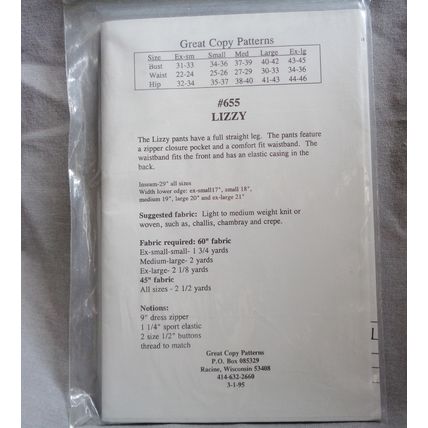 Great Copy Patterns
Size Ex-sm Small Med Large Ex-lg
Bust 31-33 34-36 37-39 40-42 43-45
Waist 22-24 25-26 27-29 30-33 34-36
Hip 32-34 35-37 38-40 41-43 44-46
#655
LIZZY
The Lizzy pants have a full straight leg. The pants feature
a zipper closure pocket and a comfort fit waistband. The
waistband fits the front and has an elastic casing in the
back.
Inseam-29" all sizes
Width lower edge: ex-small17", small 18",
medium 19", large 20" and ex-large 21"
Suggested fabric: Light to medium weight knit or
woven, such as, challis, chambray and crepe.
Fabric required: 60" fabric
Ex-small-small- 1 3/4 yards
Medium-large- 2 yards
Ex-large- 2 1/8 yards
45" fabric
All sizes - 2 1/2 yards
Notions:
9" dress zipper
1 1/4" sport elastic
2 size 1/2" buttons
thread to match
Great Copy Patterns
P.O. Box 085329
Racine, Wisconsin 53408
414-632-2660
3-1-95